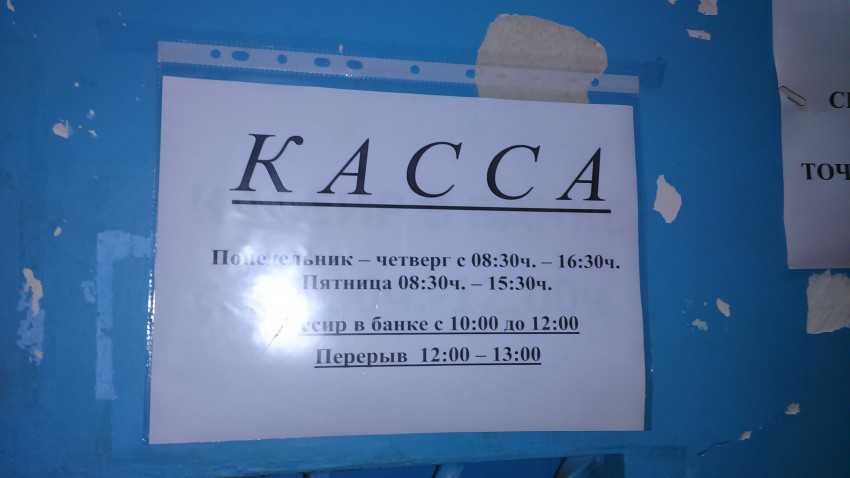 КАССА
Понедельник – четверг с 08:30ч. – 16:30ч.
Пятница 08:30ч. – 15:30ч.
в банке с 10:00 до 12:00
Перерыв 12:00 – 13:00